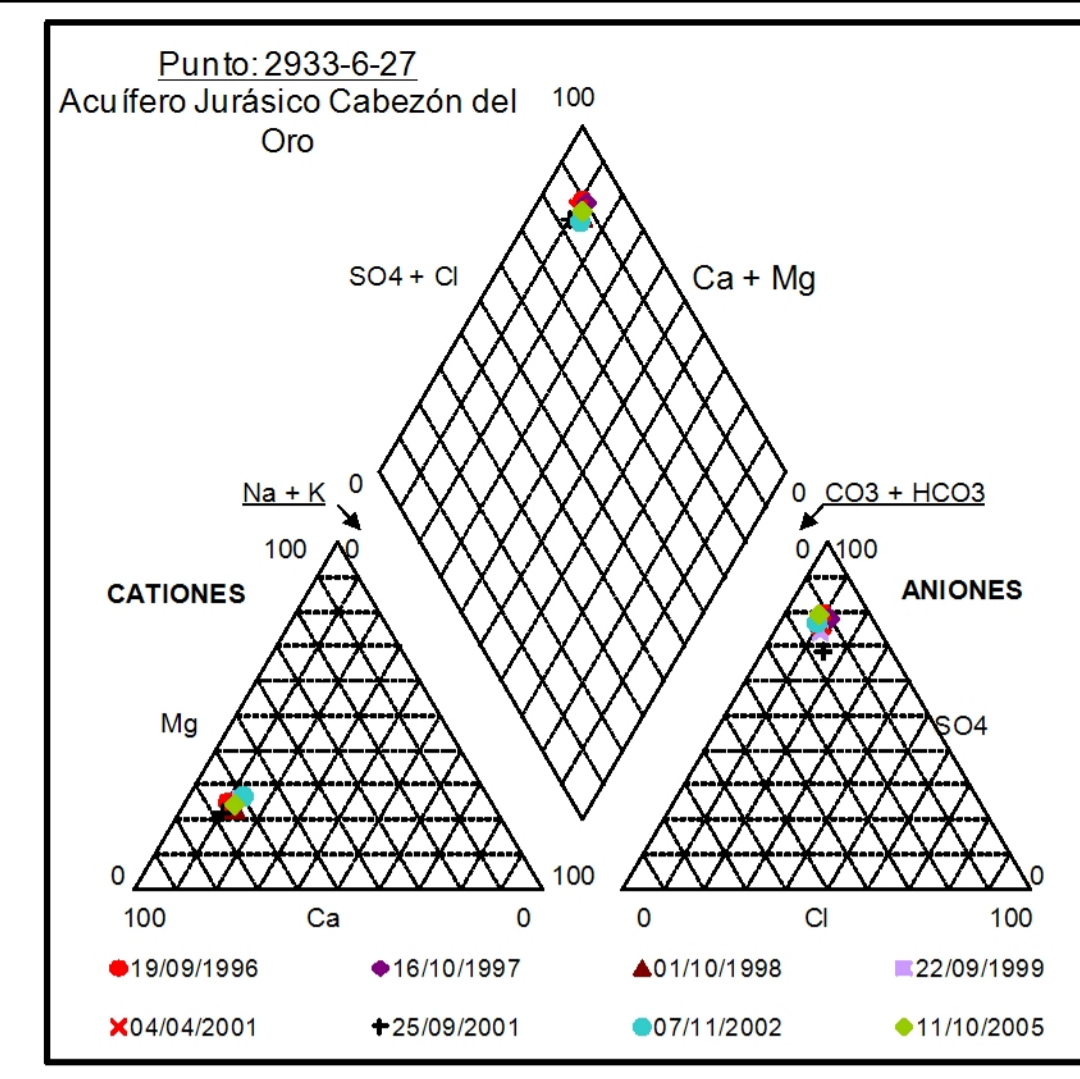 Punto: 2933-6-27
Acuífero Jurásico Cabezón del
Oro
100
SO4 + Cl
Ca + Mg
Na + K
0
0
CO3 + HCO3
100
0
0
100
CATIONES
ANIONES
Mg
SO4
0
100
0
100
Ca
0
0
Cl
100
19/09/1996
16/10/1997
01/10/1998
22/09/1999
04/04/2001
25/09/2001
07/11/2002
11/10/2005